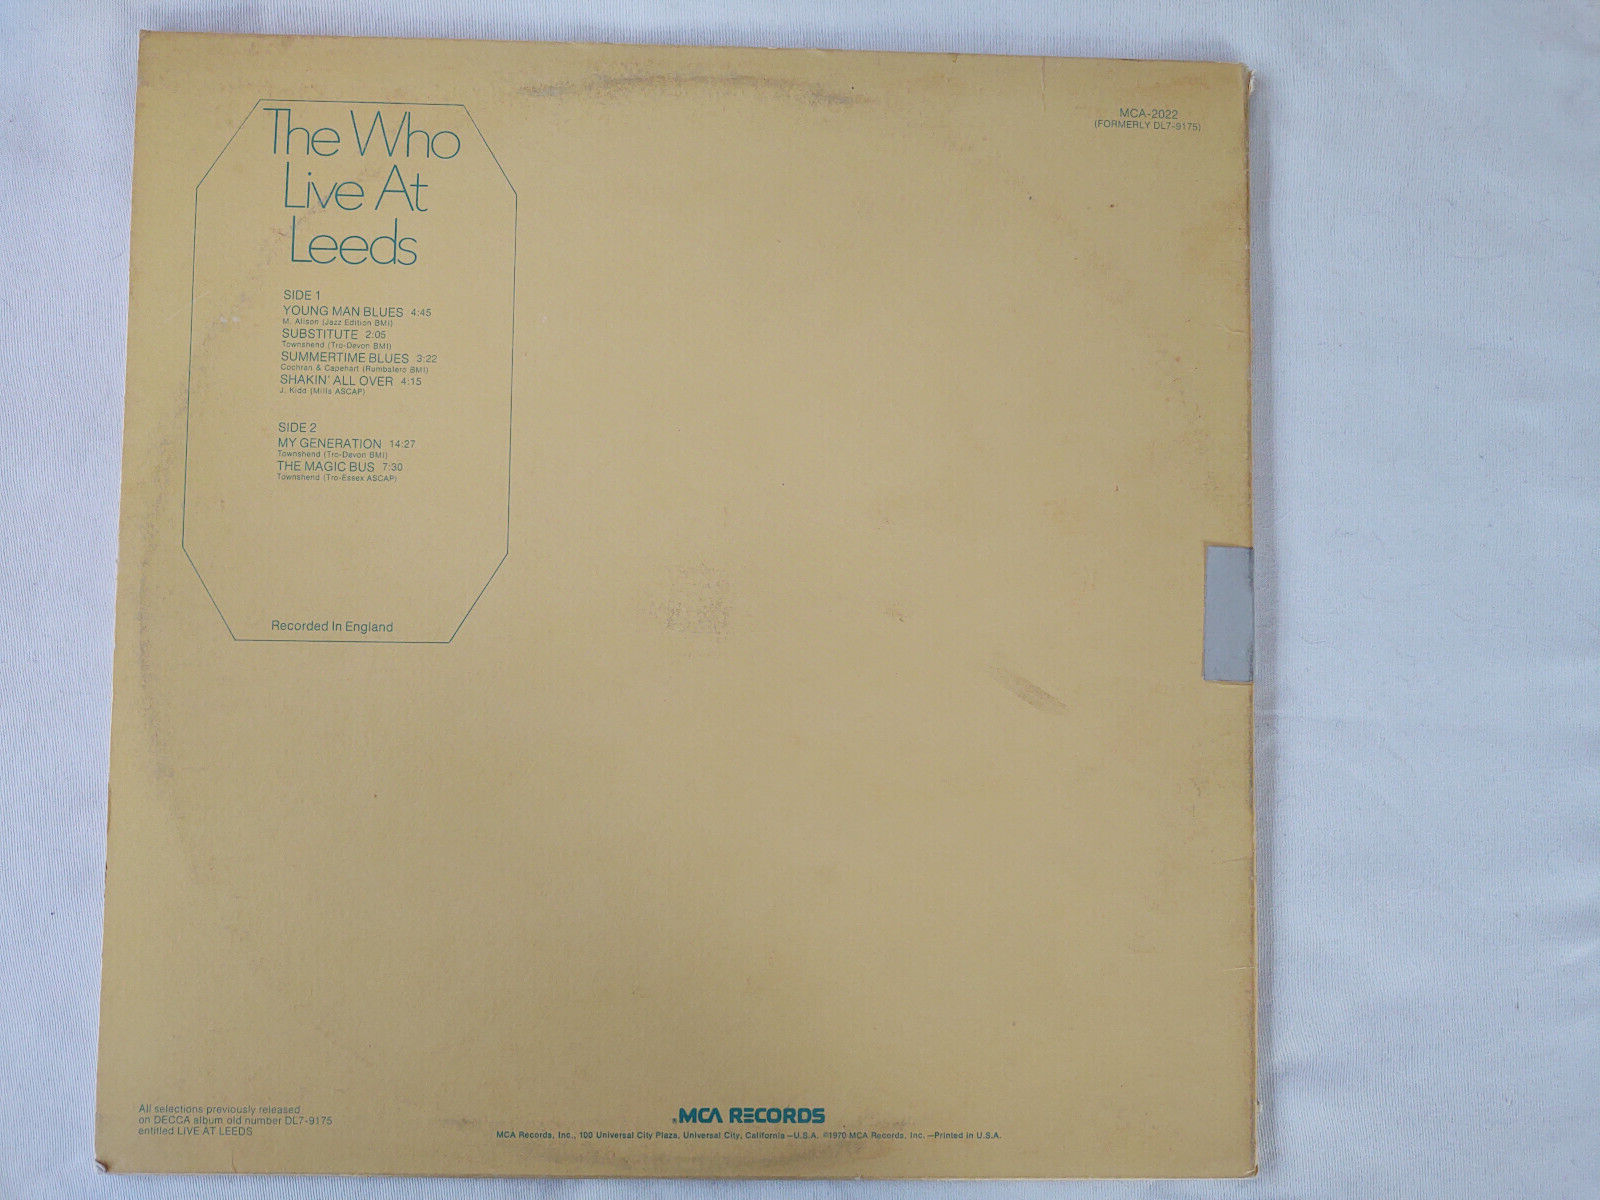 The Who
Live At
Leeds
SIDE 1
YOUNG MAN BLUES 4:45
M. Alison (Jazz Edition BMI)
SUBSTITUTE 2:05
Townshend (Tro-Devon BMI)
SUMMERTIME BLUES 3:22
Cochran & Capehart (Rumbalero BMI)
SHAKIN' ALL OVER 4:15
J. Kidd (Mills ASCAP)
SIDE 2
MY GENERATION 14:27
Townshend (Tro-Devon BMI)
THE MAGIC BUS 7:30
Townshend (Tro-Essex ASCAP)
Recorded In England
MCA-2022
(FORMERLY DL7-9175)
All selections previously released
on DECCA album old number DL7-9175
entitled LIVE AT LEEDS
MCA RECORDS
MCA Records, Inc., 100 Universal City Plaza, Universal City, California—U.S.A. ©1970 MCA Records, Inc.—Printed in U.S.A.